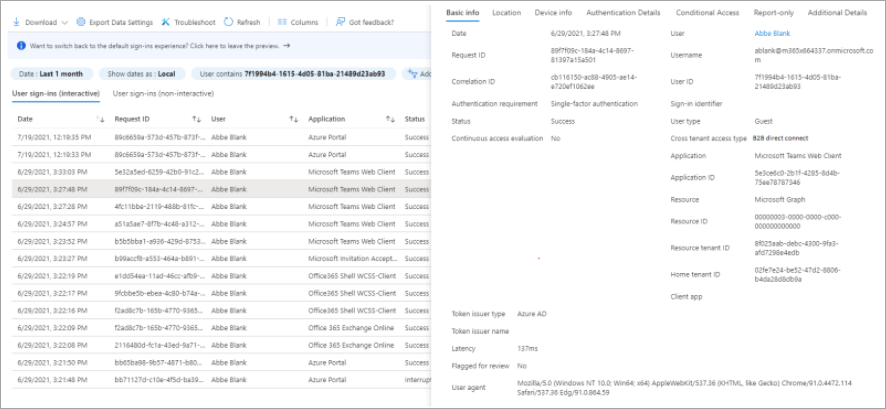 Download Export Data Settings Troubleshoot Refresh Columns Got feedback?
Want to switch back to the default sign-ins experience? Click here to leave the preview. →
Date : Last 1 month Show dates as : Local User contains 7f1994b4-1615-4d05-81ba-21489d23ab93 Add
User sign-ins (interactive) User sign-ins (non-interactive)
Date Request ID User Application Status
7/19/2021, 12:19:35 PM 89c6659a-573d-457b-873f-... Abbe Blank Azure Portal Success
7/19/2021, 12:19:33 PM 89c6659a-573d-457b-873f-... Abbe Blank Azure Portal Success
6/29/2021, 3:33:03 PM 5e32a5ed-6259-42b0-91c2... Abbe Blank Microsoft Teams Web Client Success
6/29/2021, 3:27:48 PM 89f7f09c-184a-4c14-8697-... Abbe Blank Microsoft Teams Web Client Success
6/29/2021, 3:27:28 PM 4fc11bbe-2119-488b-81fc-... Abbe Blank Microsoft Teams Web Client Success
6/29/2021, 3:24:57 PM a51a5ae7-8f7b-4c48-a312-... Abbe Blank Microsoft Teams Web Client Success
6/29/2021, 3:23:52 PM b5b5bba1-a936-429d-8753... Abbe Blank Microsoft Teams Web Client Success
6/29/2021, 3:23:27 PM b99accf8-a553-464a-b891-... Abbe Blank Microsoft Invitation Accept... Success
6/29/2021, 3:22:19 PM e1dd54ea-11ad-46cc-afb9-... Abbe Blank Office365 Shell WCSS-Client Success
6/29/2021, 3:22:17 PM 9fcbbe5b-ebea-4c80-b74a-... Abbe Blank Office365 Shell WCSS-Client Success
6/29/2021, 3:22:17 PM f2ad8c7b-165b-4770-9365... Abbe Blank Office365 Shell WCSS-Client Success
6/29/2021, 3:22:09 PM f2ad8c7b-165b-4770-9365... Abbe Blank Office 365 Exchange Online Success
6/29/2021, 3:22:08 PM 2116480d-fc1a-43ed-9a71-... Abbe Blank Office 365 Exchange Online Success
6/29/2021, 3:21:50 PM bb65ba98-9b57-4871-b80... Abbe Blank Azure Portal Success
6/29/2021, 3:21:48 PM bb71127d-c10e-4f5d-ba39... Abbe Blank Azure Portal Interrupt
Basic info Location Device info Authentication Details Conditional Access Report-only Additional Details
Date 6/29/2021, 3:27:48 PM User Abbe Blank
Request ID 89f7f09c-184a-4c14-8697-81397a15a501 Username ablank@m365x664337.onmicrosoft.com
Correlation ID cb116150-ac88-4905-ae14-e720ef1062ee User ID 7f1994b4-1615-4d05-81ba-21489d23ab93
Authentication requirement Single-factor authentication Sign-in identifier
Status Success User type Guest
Continuous access evaluation No Cross tenant access type B2B direct connect
Application Microsoft Teams Web Client
Application ID 5e3ce6c0-2b1f-4285-8d4b-75ee78787346
Resource Microsoft Graph
Resource ID 00000003-0000-0000-c000-000000000000
Resource tenant ID 8f025aab-debc-4300-9fa3-afd7298e4edb
Home tenant ID 02fe7e24-be52-47d2-8806-b4da28d8db9a
Client app
Token issuer type Azure AD
Token issuer name
Latency 137ms
Flagged for review No
User agent Mozilla/5.0 (Windows NT 10.0; Win64; x64) AppleWebKit/537.36 (KHTML, like Gecko) Chrome/91.0.4472.114
Safari/537.36 Edg/91.0.864.59